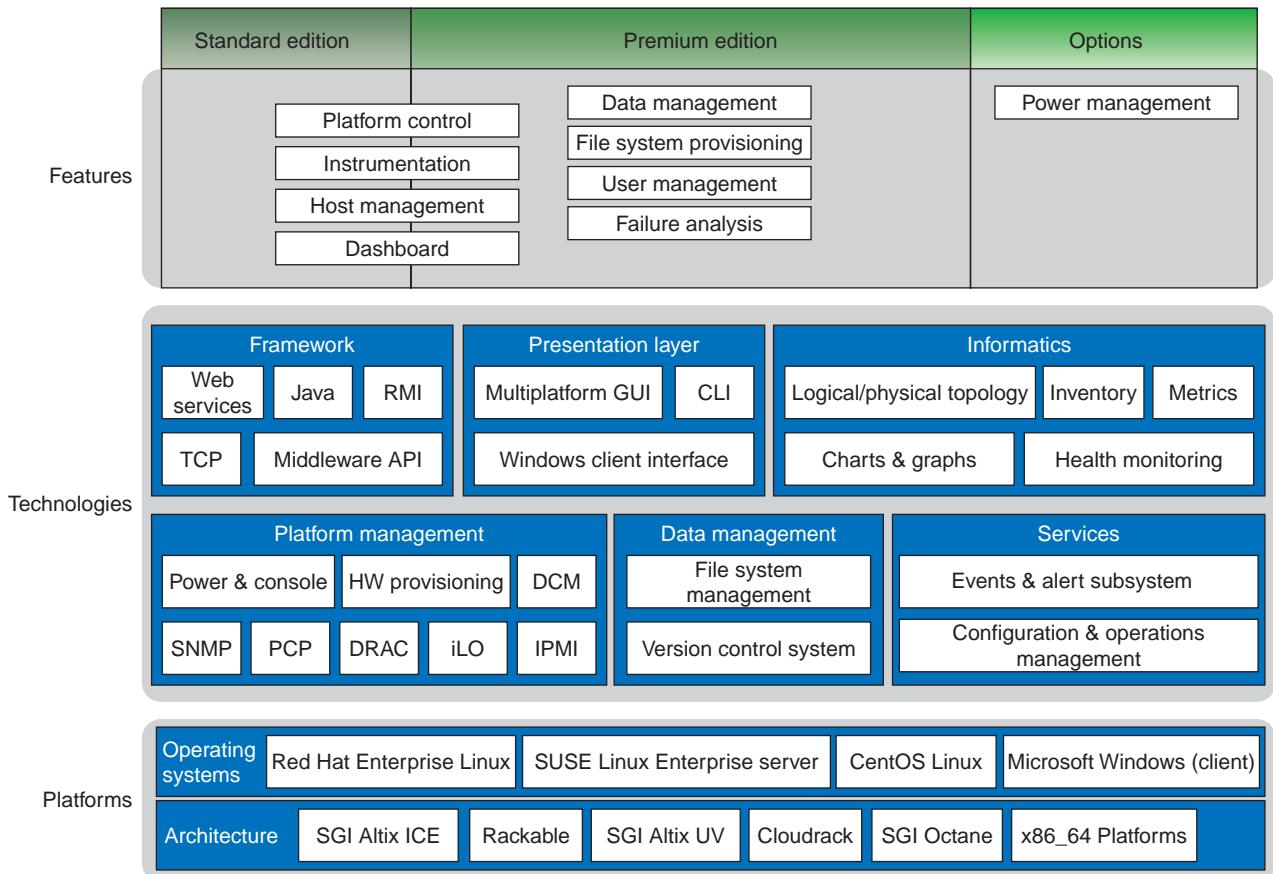 Standard edition
Premium edition
Options
Features
Platform control
Instrumentation
Host management
Dashboard
Data management
File system provisioning
User management
Failure analysis
Power management
Technologies
Framework
Web
services
Java
RMI
TCP
Middleware API
Presentation layer
Multiplatform GUI
CLI
Windows client interface
Informatics
Logical/physical topology
Inventory
Metrics
Charts & graphs
Health monitoring
Platform management
Power & console
HW provisioning
DCM
SNMP
PCP
DRAC
iLO
IPMI
Data management
File system
management
Version control system
Services
Events & alert subsystem
Configuration & operations
management
Platforms
Operating
systems
Red Hat Enterprise Linux
SUSE Linux Enterprise server
CentOS Linux
Microsoft Windows (client)
Architecture
SGI Altix ICE
Rackable
SGI Altix UV
Cloudrack
SGI Octane
x86_64 Platforms